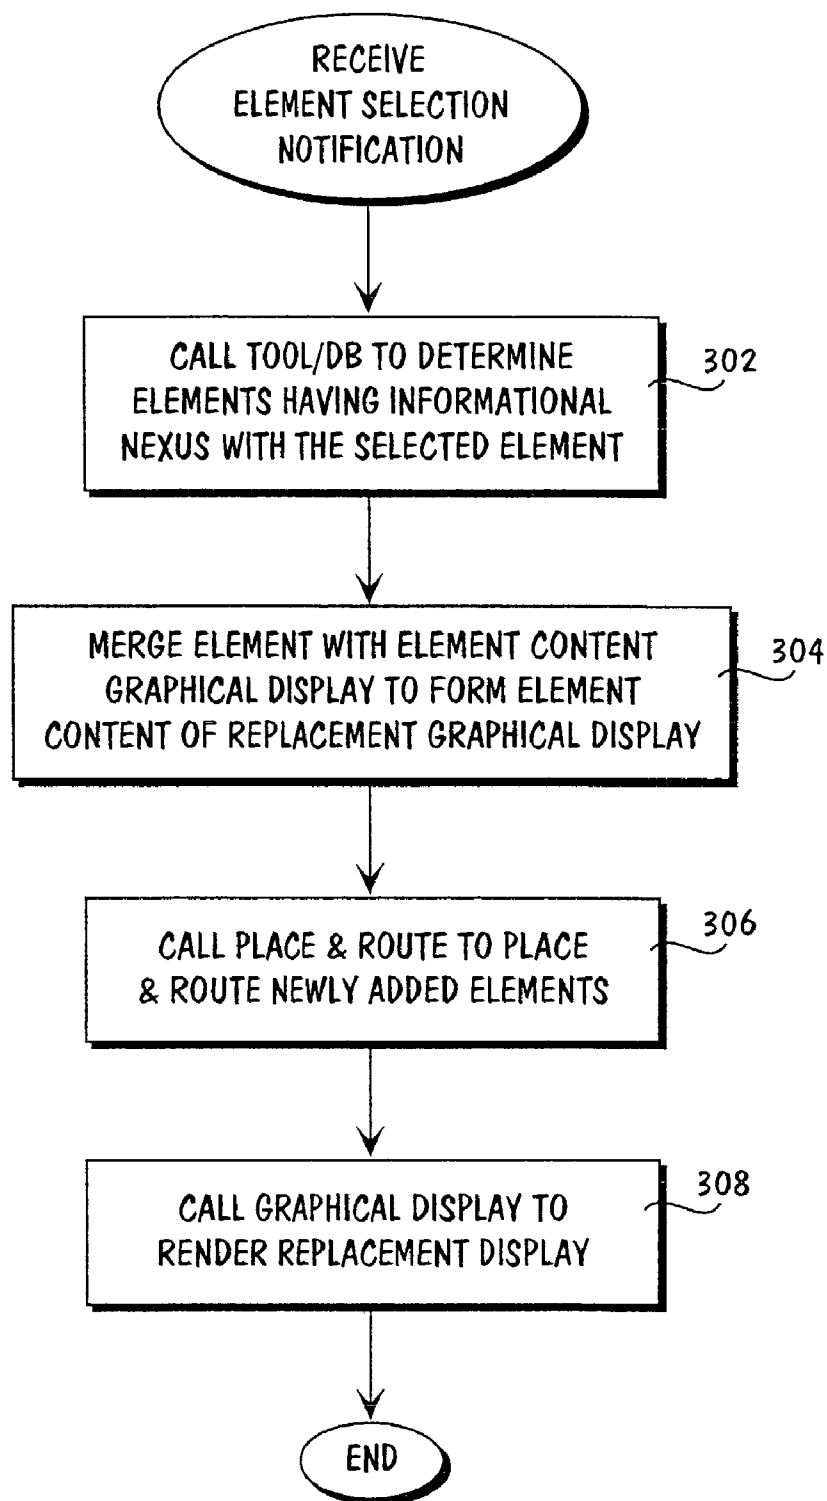 RECEIVE
ELEMENT SELECTION
NOTIFICATION
CALL TOOL/DB TO DETERMINE
ELEMENTS HAVING INFORMATIONAL
NEXUS WITH THE SELECTED ELEMENT
302
MERGE ELEMENT WITH ELEMENT CONTENT
GRAPHICAL DISPLAY TO FORM ELEMENT
CONTENT OF REPLACEMENT GRAPHICAL DISPLAY
304
CALL PLACE & ROUTE TO PLACE
& ROUTE NEWLY ADDED ELEMENTS
306
CALL GRAPHICAL DISPLAY TO
RENDER REPLACEMENT DISPLAY
308
END